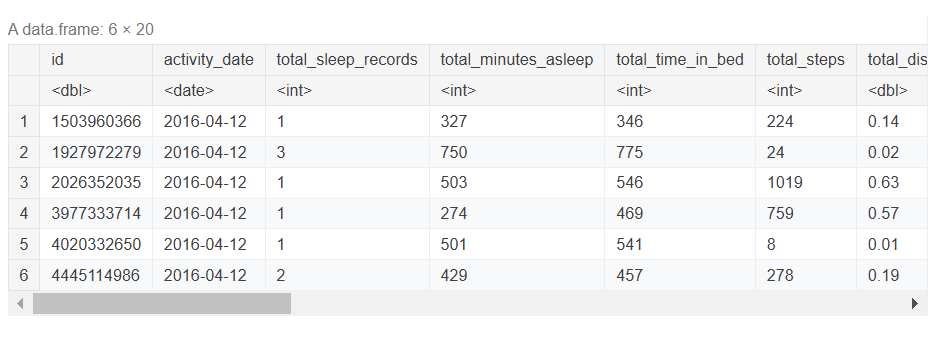 A data.frame: 6 × 20
id activity_date total_sleep_records total_minutes_asleep total_time_in_bed total_steps total_dis
<dbl> <date> <int> <int> <int> <int> <dbl>
1 1503960366 2016-04-12 1 327 346 224 0.14
2 1927972279 2016-04-12 3 750 775 24 0.02
3 2026352035 2016-04-12 1 503 546 1019 0.63
4 3977333714 2016-04-12 1 274 469 759 0.57
5 4020332650 2016-04-12 1 501 541 8 0.01
6 4445114986 2016-04-12 2 429 457 278 0.19